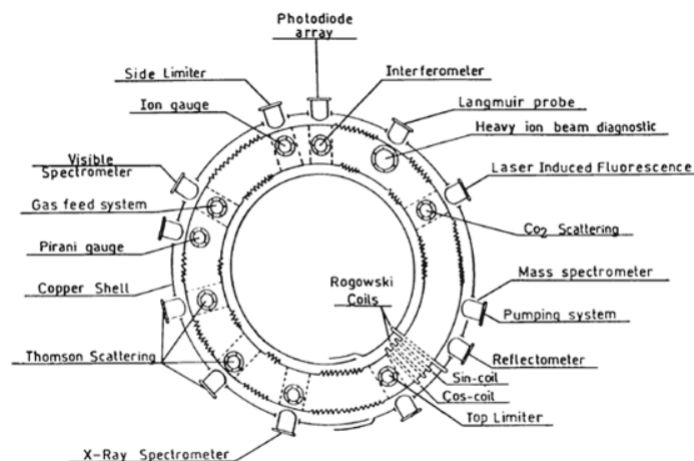 Photodiode
array
Side Limiter
Interferometer
Ion gauge
Langmuir probe
Heavy ion beam diagnostic
Visible
Spectrometer
Laser Induced Fluorescence
Gas feed system
Co2 Scattering
Pirani gauge
Mass spectrometer
Copper Shell
Rogowski
Coils
Pumping system
Thomson Scattering
Reflectometer
Sin-coil
Cos-coil
Top Limiter
X-Ray Spectrometer